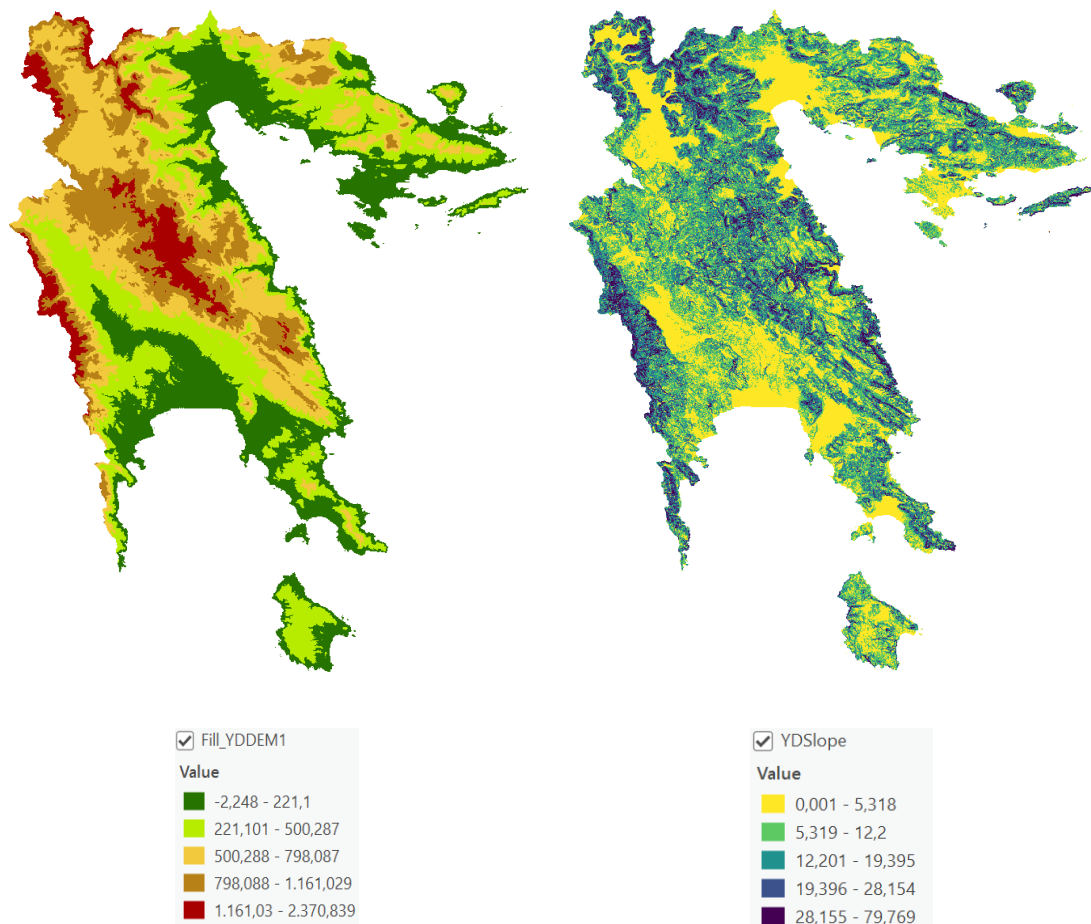 Fill_YDDEM1
Value
-2,248 - 221,1
221,101 - 500,287
500,288 - 798,087
798,088 - 1.161,029
1.161,03 - 2.370,839
YDSlope
Value
0,001 - 5,318
5,319 - 12,2
12,201 - 19,395
19,396 - 28,154
28,155 - 79,769